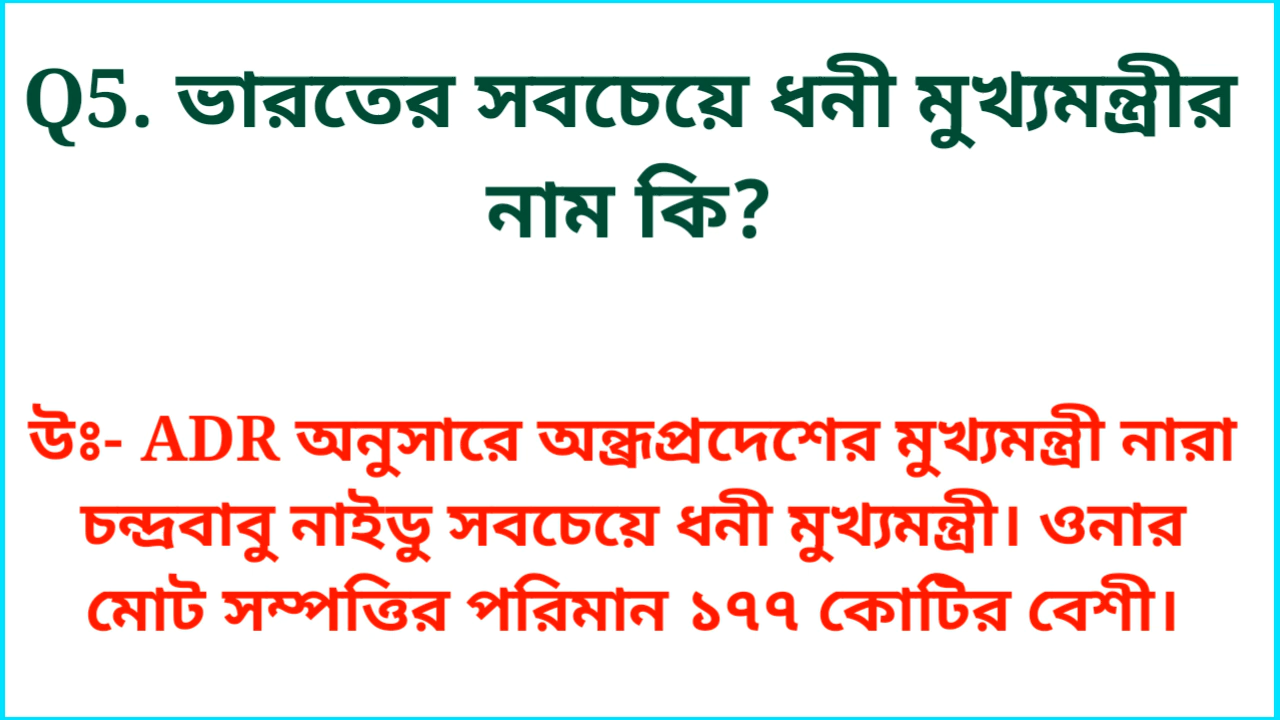 Q5. ভারতের সবচেয়ে ধনী মুখ্যমন্ত্রীর
নাম কি?
উঃ- ADR অনুসারে অন্ধ্রপ্রদেশের মুখ্যমন্ত্রী নারা
চন্দ্রবাবু নাইডু সবচেয়ে ধনী মুখ্যমন্ত্রী। ওনার
মোট সম্পত্তির পরিমান ১৭৭ কোটির বেশী।